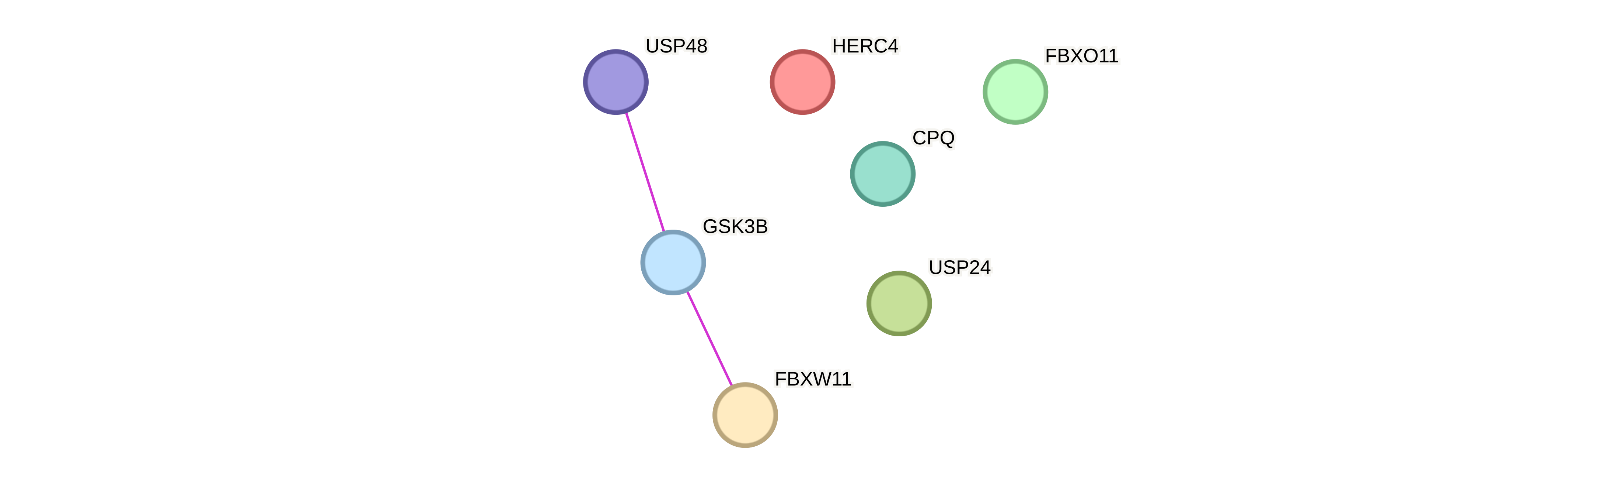 USP48
HERC4
FBXO11
CPQ
GSK3B
USP24
FBXW11